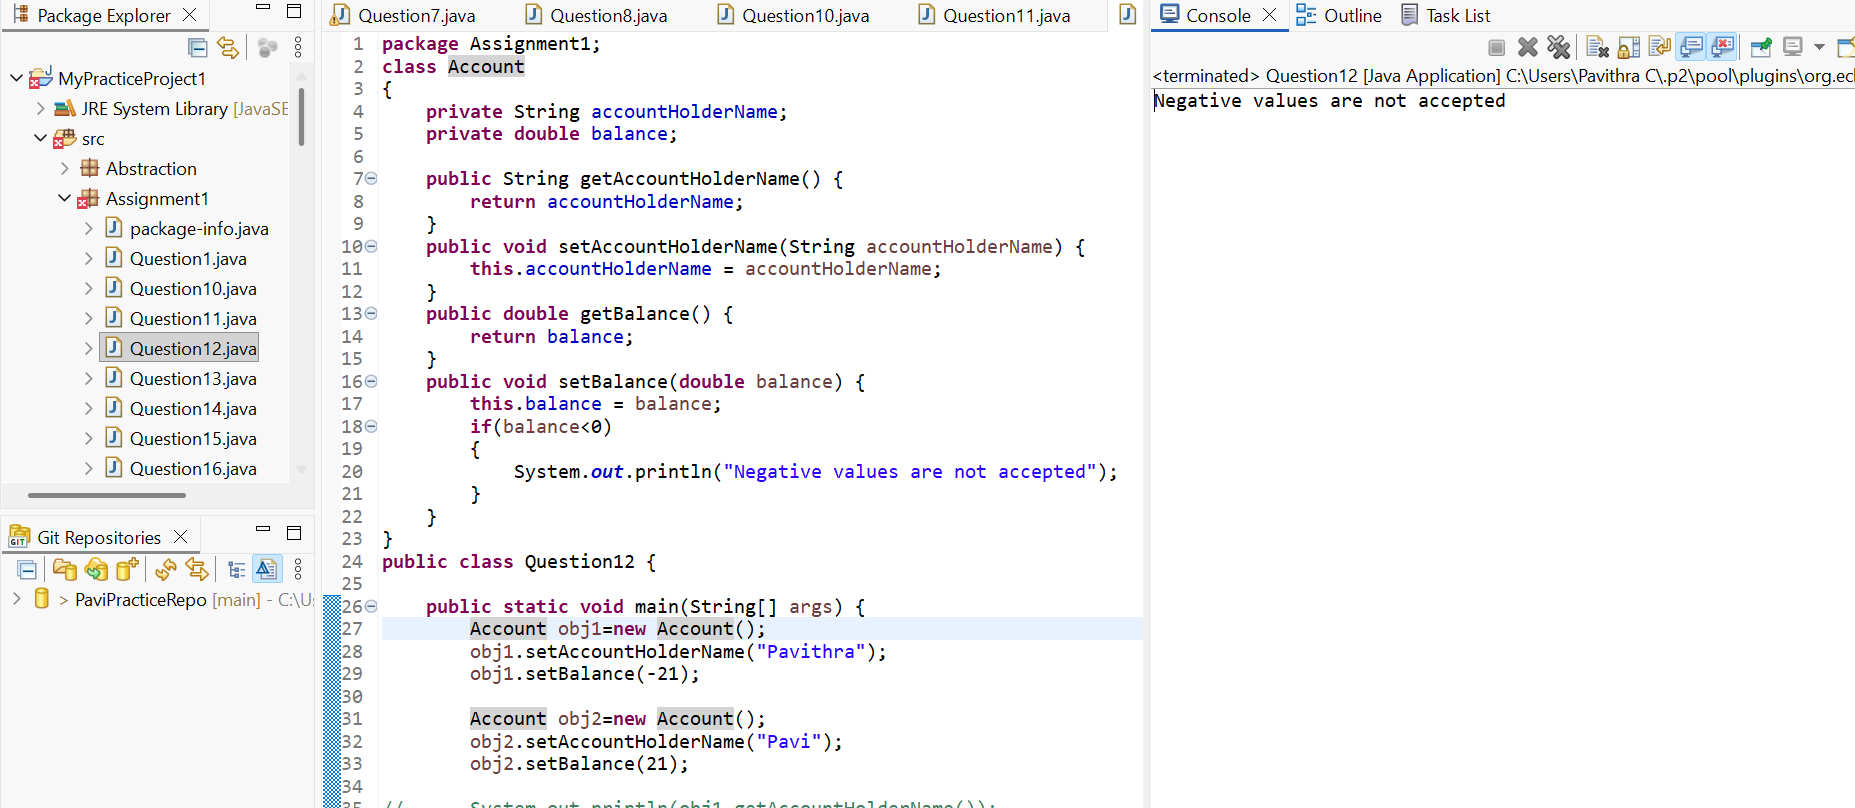 Package Explorer
MyPracticeProject1
JRE System Library [JavaSE
src
Abstraction
Assignment1
package-info.java
Question1.java
Question10.java
Question11.java
Question12.java
Question13.java
Question14.java
Question15.java
Question16.java
Git Repositories
> PaviPracticeRepo [main] - C:\Us
Question7.java
Question8.java
Question10.java
Question11.java
1 package Assignment1;
2 class Account
3 {
4 private String accountHolderName;
5 private double balance;
6
7 public String getAccountHolderName() {
8 return accountHolderName;
9 }
10 public void setAccountHolderName(String accountHolderName) {
11 this.accountHolderName = accountHolderName;
12 }
13 public double getBalance() {
14 return balance;
15 }
16 public void setBalance(double balance) {
17 this.balance = balance;
18 if(balance<0)
19 {
20 System.out.println("Negative values are not accepted");
21 }
22 }
23 }
24 public class Question12 {
25
26 public static void main(String[] args) {
27 Account obj1=new Account();
28 obj1.setAccountHolderName("Pavithra");
29 obj1.setBalance(-21);
30
31 Account obj2=new Account();
32 obj2.setAccountHolderName("Pavi");
33 obj2.setBalance(21);
34
35 // System.out.println(obj1.getAccountHolderName());
Console
Outline
Task List
<terminated> Question12 [Java Application] C:\Users\Pavithra C\.p2\pool\plugins\org.ecl
Negative values are not accepted